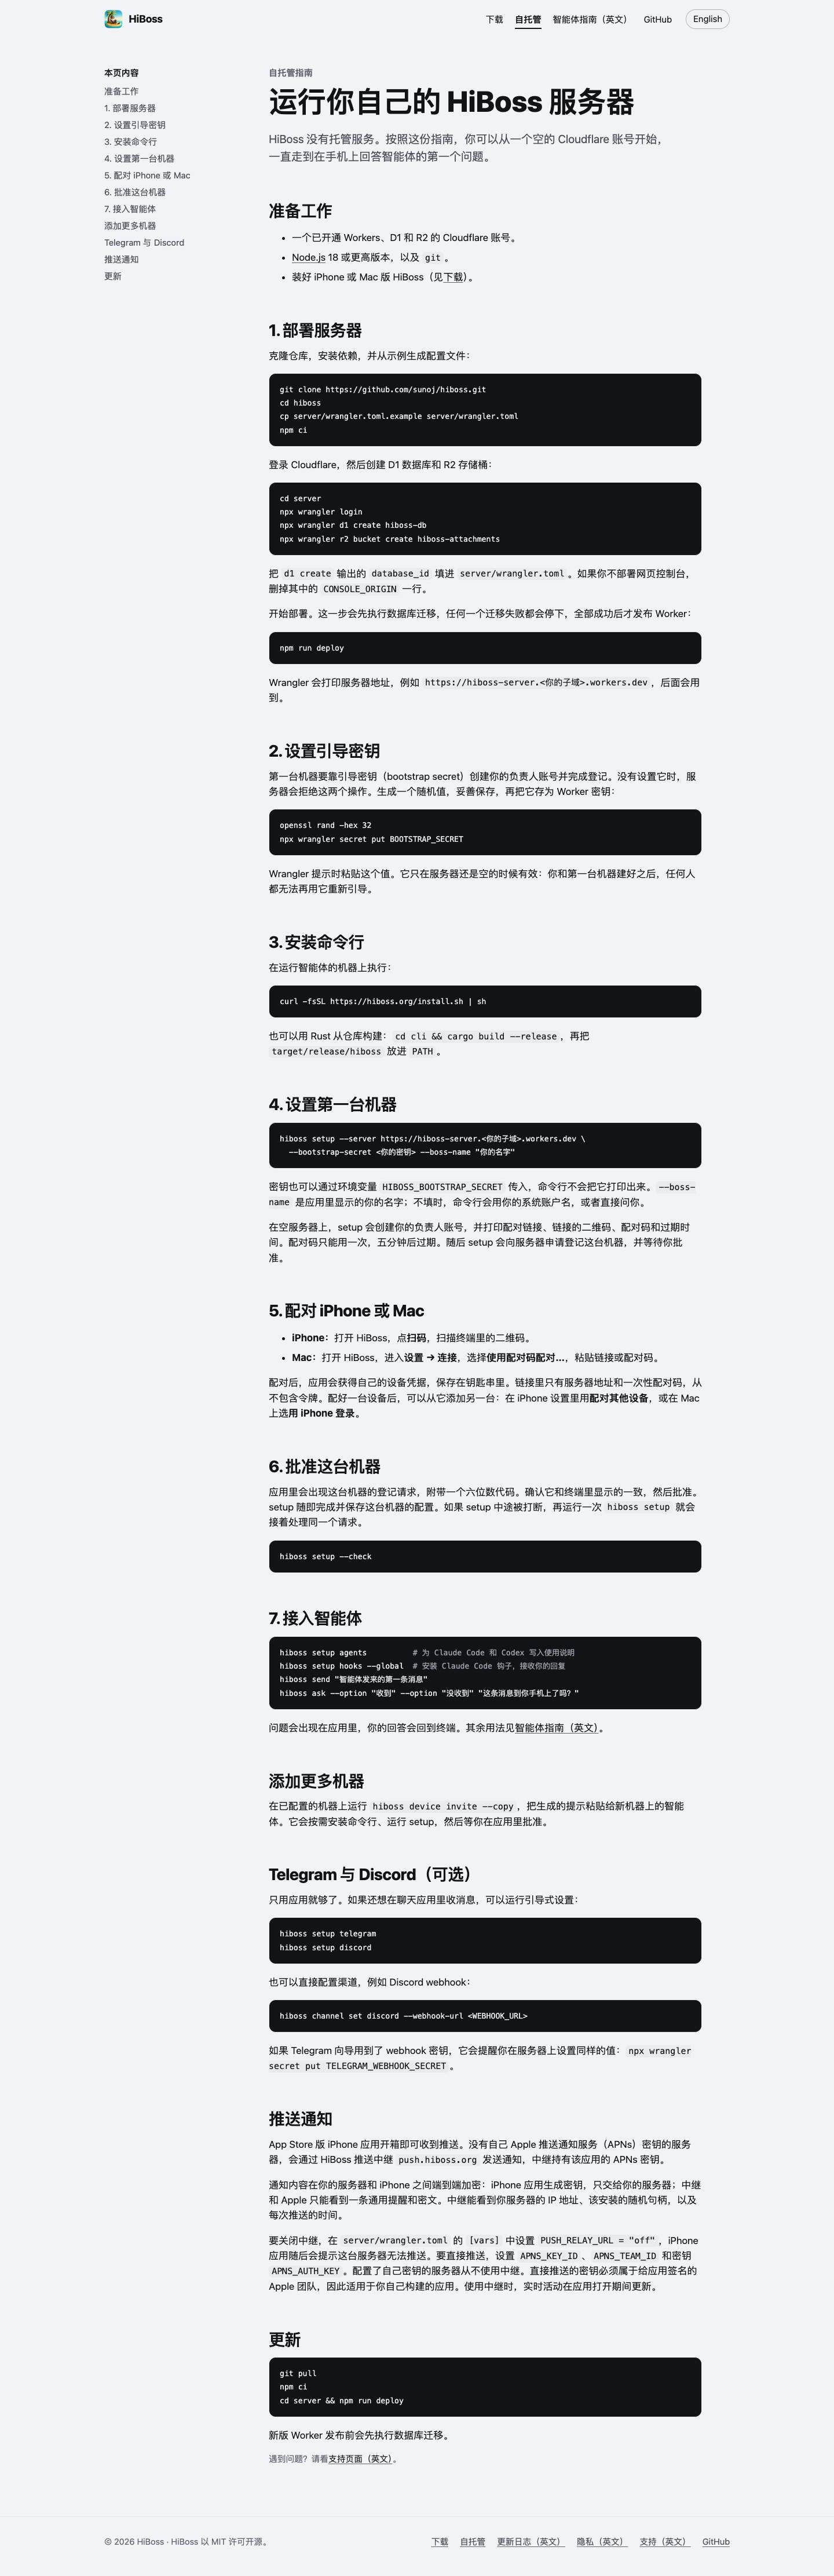 HiBoss
下载 自托管 智能体指南（英文） GitHub English
本页内容
准备工作
1. 部署服务器
2. 设置引导密钥
3. 安装命令行
4. 设置第一台机器
5. 配对 iPhone 或 Mac
6. 批准这台机器
7. 接入智能体
添加更多机器
Telegram 与 Discord
推送通知
更新
自托管指南
运行你自己的 HiBoss 服务器
HiBoss 没有托管服务。按照这份指南，你可以从一个空的 Cloudflare 账号开始，
一直走到在手机上回答智能体的第一个问题。
准备工作
• 一个已开通 Workers、D1 和 R2 的 Cloudflare 账号。
• Node.js 18 或更高版本，以及 git 。
• 装好 iPhone 或 Mac 版 HiBoss（见下载）。
1. 部署服务器
克隆仓库，安装依赖，并从示例生成配置文件：
git clone https://github.com/sunoj/hiboss.git
cd hiboss
cp server/wrangler.toml.example server/wrangler.toml
npm ci
登录 Cloudflare，然后创建 D1 数据库和 R2 存储桶：
cd server
npx wrangler login
npx wrangler d1 create hiboss-db
npx wrangler r2 bucket create hiboss-attachments
把 d1 create 输出的 database_id 填进 server/wrangler.toml 。如果你不部署网页控制台，
删掉其中的 CONSOLE_ORIGIN 一行。
开始部署。这一步会先执行数据库迁移，任何一个迁移失败都会停下，全部成功后才发布 Worker：
npm run deploy
Wrangler 会打印服务器地址，例如 https://hiboss-server.<你的子域>.workers.dev ，后面会用
到。
2. 设置引导密钥
第一台机器要靠引导密钥（bootstrap secret）创建你的负责人账号并完成登记。没有设置它时，服
务器会拒绝这两个操作。生成一个随机值，妥善保存，再把它存为 Worker 密钥：
openssl rand -hex 32
npx wrangler secret put BOOTSTRAP_SECRET
Wrangler 提示时粘贴这个值。它只在服务器还是空的时候有效：你和第一台机器建好之后，任何人
都无法再用它重新引导。
3. 安装命令行
在运行智能体的机器上执行：
curl -fsSL https://hiboss.org/install.sh | sh
也可以用 Rust 从仓库构建： cd cli && cargo build --release ，再把
target/release/hiboss 放进 PATH 。
4. 设置第一台机器
hiboss setup --server https://hiboss-server.<你的子域>.workers.dev \
--bootstrap-secret <你的密钥> --boss-name "你的名字"
密钥也可以通过环境变量 HIBOSS_BOOTSTRAP_SECRET 传入，命令行不会把它打印出来。 --boss-
name 是应用里显示的你的名字；不填时，命令行会用你的系统账户名，或者直接问你。
在空服务器上，setup 会创建你的负责人账号，并打印配对链接、链接的二维码、配对码和过期时
间。配对码只能用一次，五分钟后过期。随后 setup 会向服务器申请登记这台机器，并等待你批
准。
5. 配对 iPhone 或 Mac
• iPhone：打开 HiBoss，点扫码，扫描终端里的二维码。
• Mac：打开 HiBoss，进入设置 → 连接，选择使用配对码配对…，粘贴链接或配对码。
配对后，应用会获得自己的设备凭据，保存在钥匙串里。链接里只有服务器地址和一次性配对码，从
不包含令牌。配好一台设备后，可以从它添加另一台：在 iPhone 设置里用配对其他设备，或在 Mac
上选用 iPhone 登录。
6. 批准这台机器
应用里会出现这台机器的登记请求，附带一个六位数代码。确认它和终端里显示的一致，然后批准。
setup 随即完成并保存这台机器的配置。如果 setup 中途被打断，再运行一次 hiboss setup 就会
接着处理同一个请求。
hiboss setup --check
7. 接入智能体
hiboss setup agents # 为 Claude Code 和 Codex 写入使用说明
hiboss setup hooks --global # 安装 Claude Code 钩子，接收你的回复
hiboss send "智能体发来的第一条消息"
hiboss ask --option "收到" --option "没收到" "这条消息到你手机上了吗？"
问题会出现在应用里，你的回答会回到终端。其余用法见智能体指南（英文）。
添加更多机器
在已配置的机器上运行 hiboss device invite --copy ，把生成的提示粘贴给新机器上的智能
体。它会按需安装命令行、运行 setup，然后等你在应用里批准。
Telegram 与 Discord（可选）
只用应用就够了。如果还想在聊天应用里收消息，可以运行引导式设置：
hiboss setup telegram
hiboss setup discord
也可以直接配置渠道，例如 Discord webhook：
hiboss channel set discord --webhook-url <WEBHOOK_URL>
如果 Telegram 向导用到了 webhook 密钥，它会提醒你在服务器上设置同样的值： npx wrangler
secret put TELEGRAM_WEBHOOK_SECRET 。
推送通知
App Store 版 iPhone 应用开箱即可收到推送。没有自己 Apple 推送通知服务（APNs）密钥的服务
器，会通过 HiBoss 推送中继 push.hiboss.org 发送通知，中继持有该应用的 APNs 密钥。
通知内容在你的服务器和 iPhone 之间端到端加密：iPhone 应用生成密钥，只交给你的服务器；中继
和 Apple 只能看到一条通用提醒和密文。中继能看到你服务器的 IP 地址、该安装的随机句柄，以及
每次推送的时间。
要关闭中继，在 server/wrangler.toml 的 [vars] 中设置 PUSH_RELAY_URL = "off" ，iPhone
应用随后会提示这台服务器无法推送。要直接推送，设置 APNS_KEY_ID 、 APNS_TEAM_ID 和密钥
APNS_AUTH_KEY 。配置了自己密钥的服务器从不使用中继。直接推送的密钥必须属于给应用签名的
Apple 团队，因此适用于你自己构建的应用。使用中继时，实时活动在应用打开期间更新。
更新
git pull
npm ci
cd server && npm run deploy
新版 Worker 发布前会先执行数据库迁移。
遇到问题？请看支持页面（英文）。
© 2026 HiBoss · HiBoss 以 MIT 许可开源。
下载 自托管 更新日志（英文） 隐私（英文） 支持（英文） GitHub